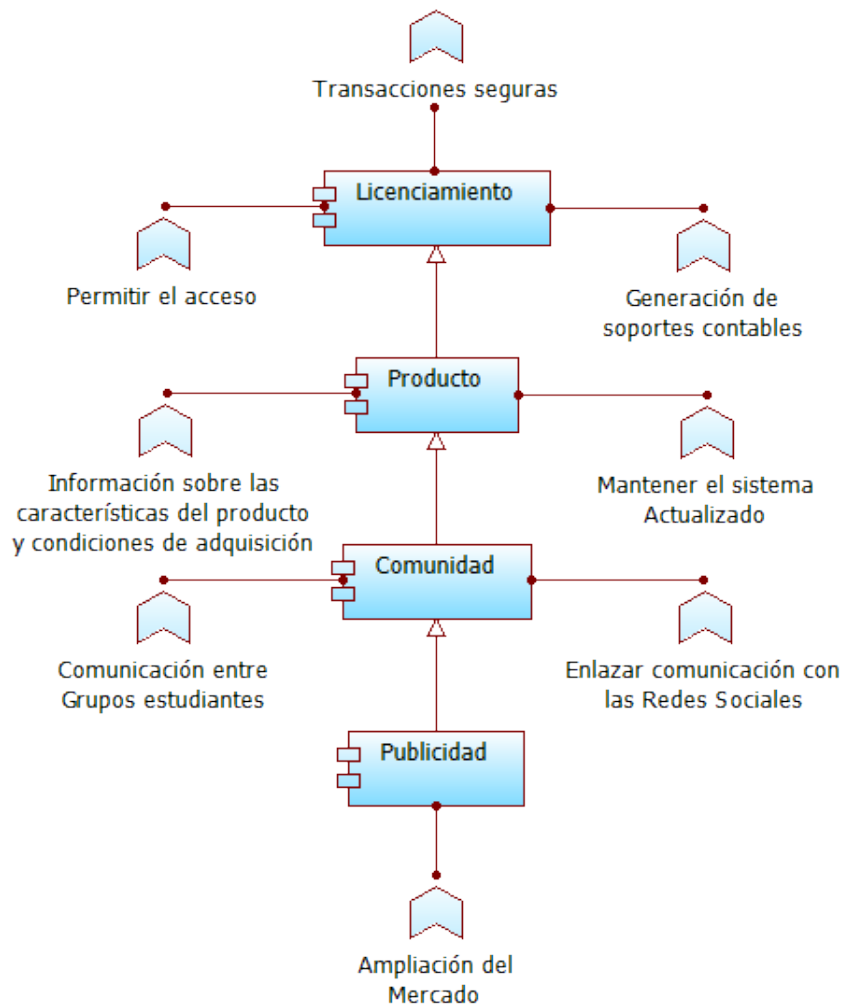 Transacciones seguras
Licenciamiento
Permitir el acceso
Generación de
soportes contables
Producto
Información sobre las
características del producto
y condiciones de adquisición
Mantener el sistema
Actualizado
Comunidad
Comunicación entre
Grupos estudiantes
Enlazar comunicación con
las Redes Sociales
Publicidad
Ampliación del
Mercado